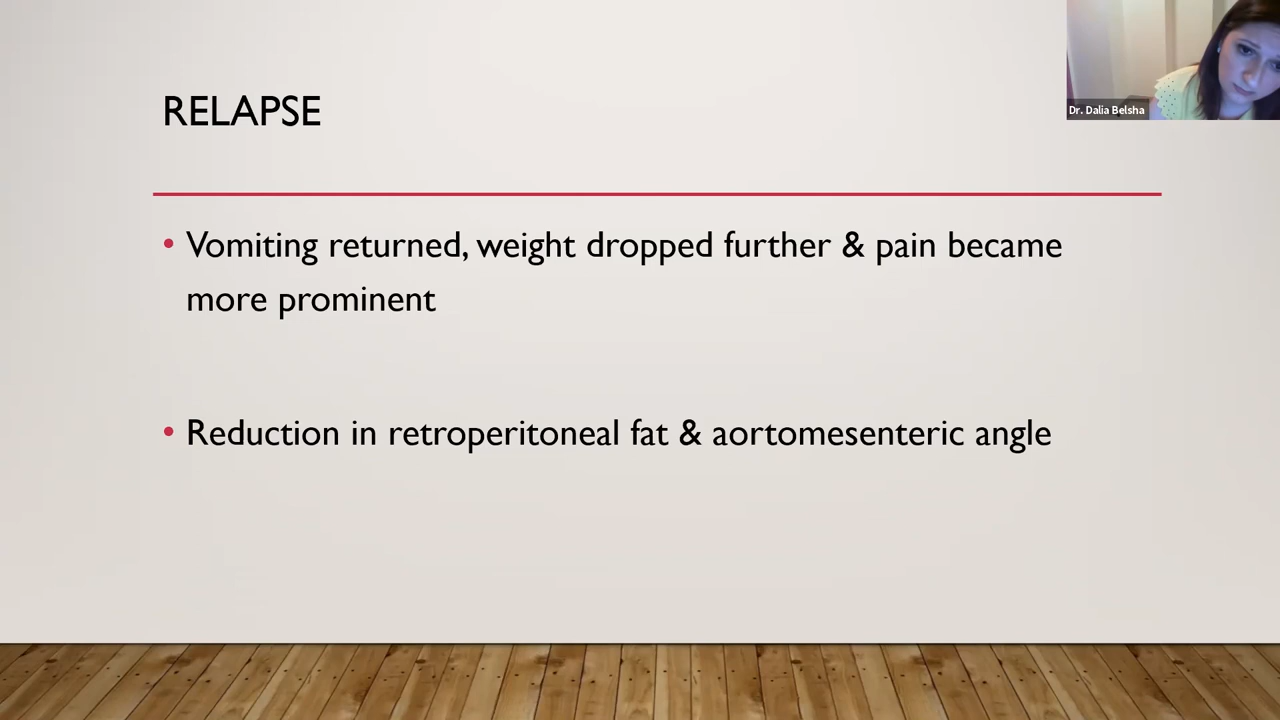 RELAPSE
Dr. Dalia Belsha
• Vomiting returned, weight dropped further & pain became
more prominent
• Reduction in retroperitoneal fat & aortomesenteric angle